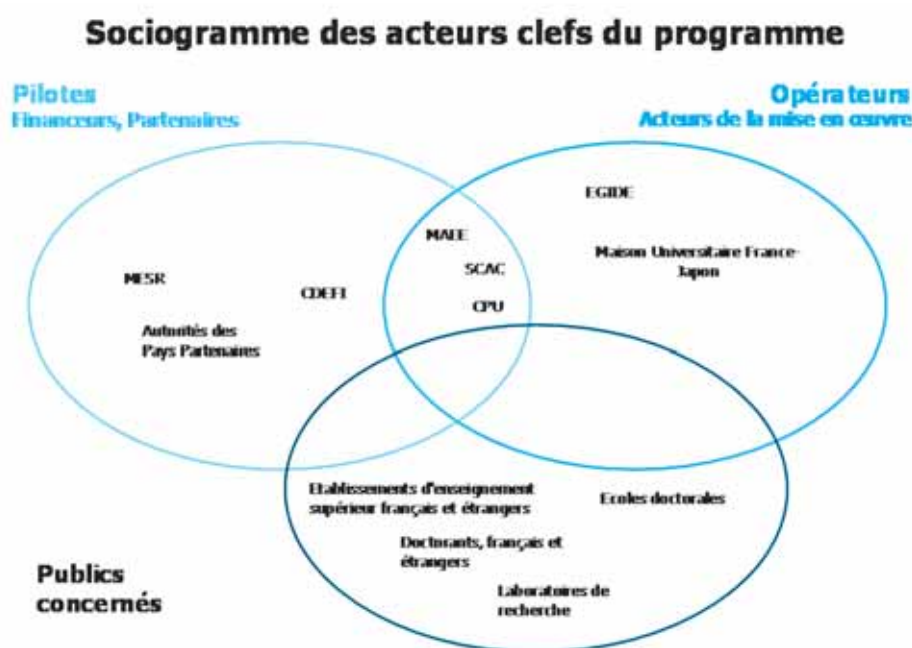 Sociogramme des acteurs clefs du programme
Pilotes
Financeurs, Partenaires
Opérateurs
Acteurs de la mise en œuvre
EGIDE
MAEE
Maison Universitaire France-
Japon
SCAC
MESR
CDEFI
CPU
Autorités des
Pays Partenaires
Etablissements d'enseignement
supérieur français et étrangers
Ecoles doctorales
Doctorants, français et
étrangers
Laboratoires de
recherche
Publics
concernés